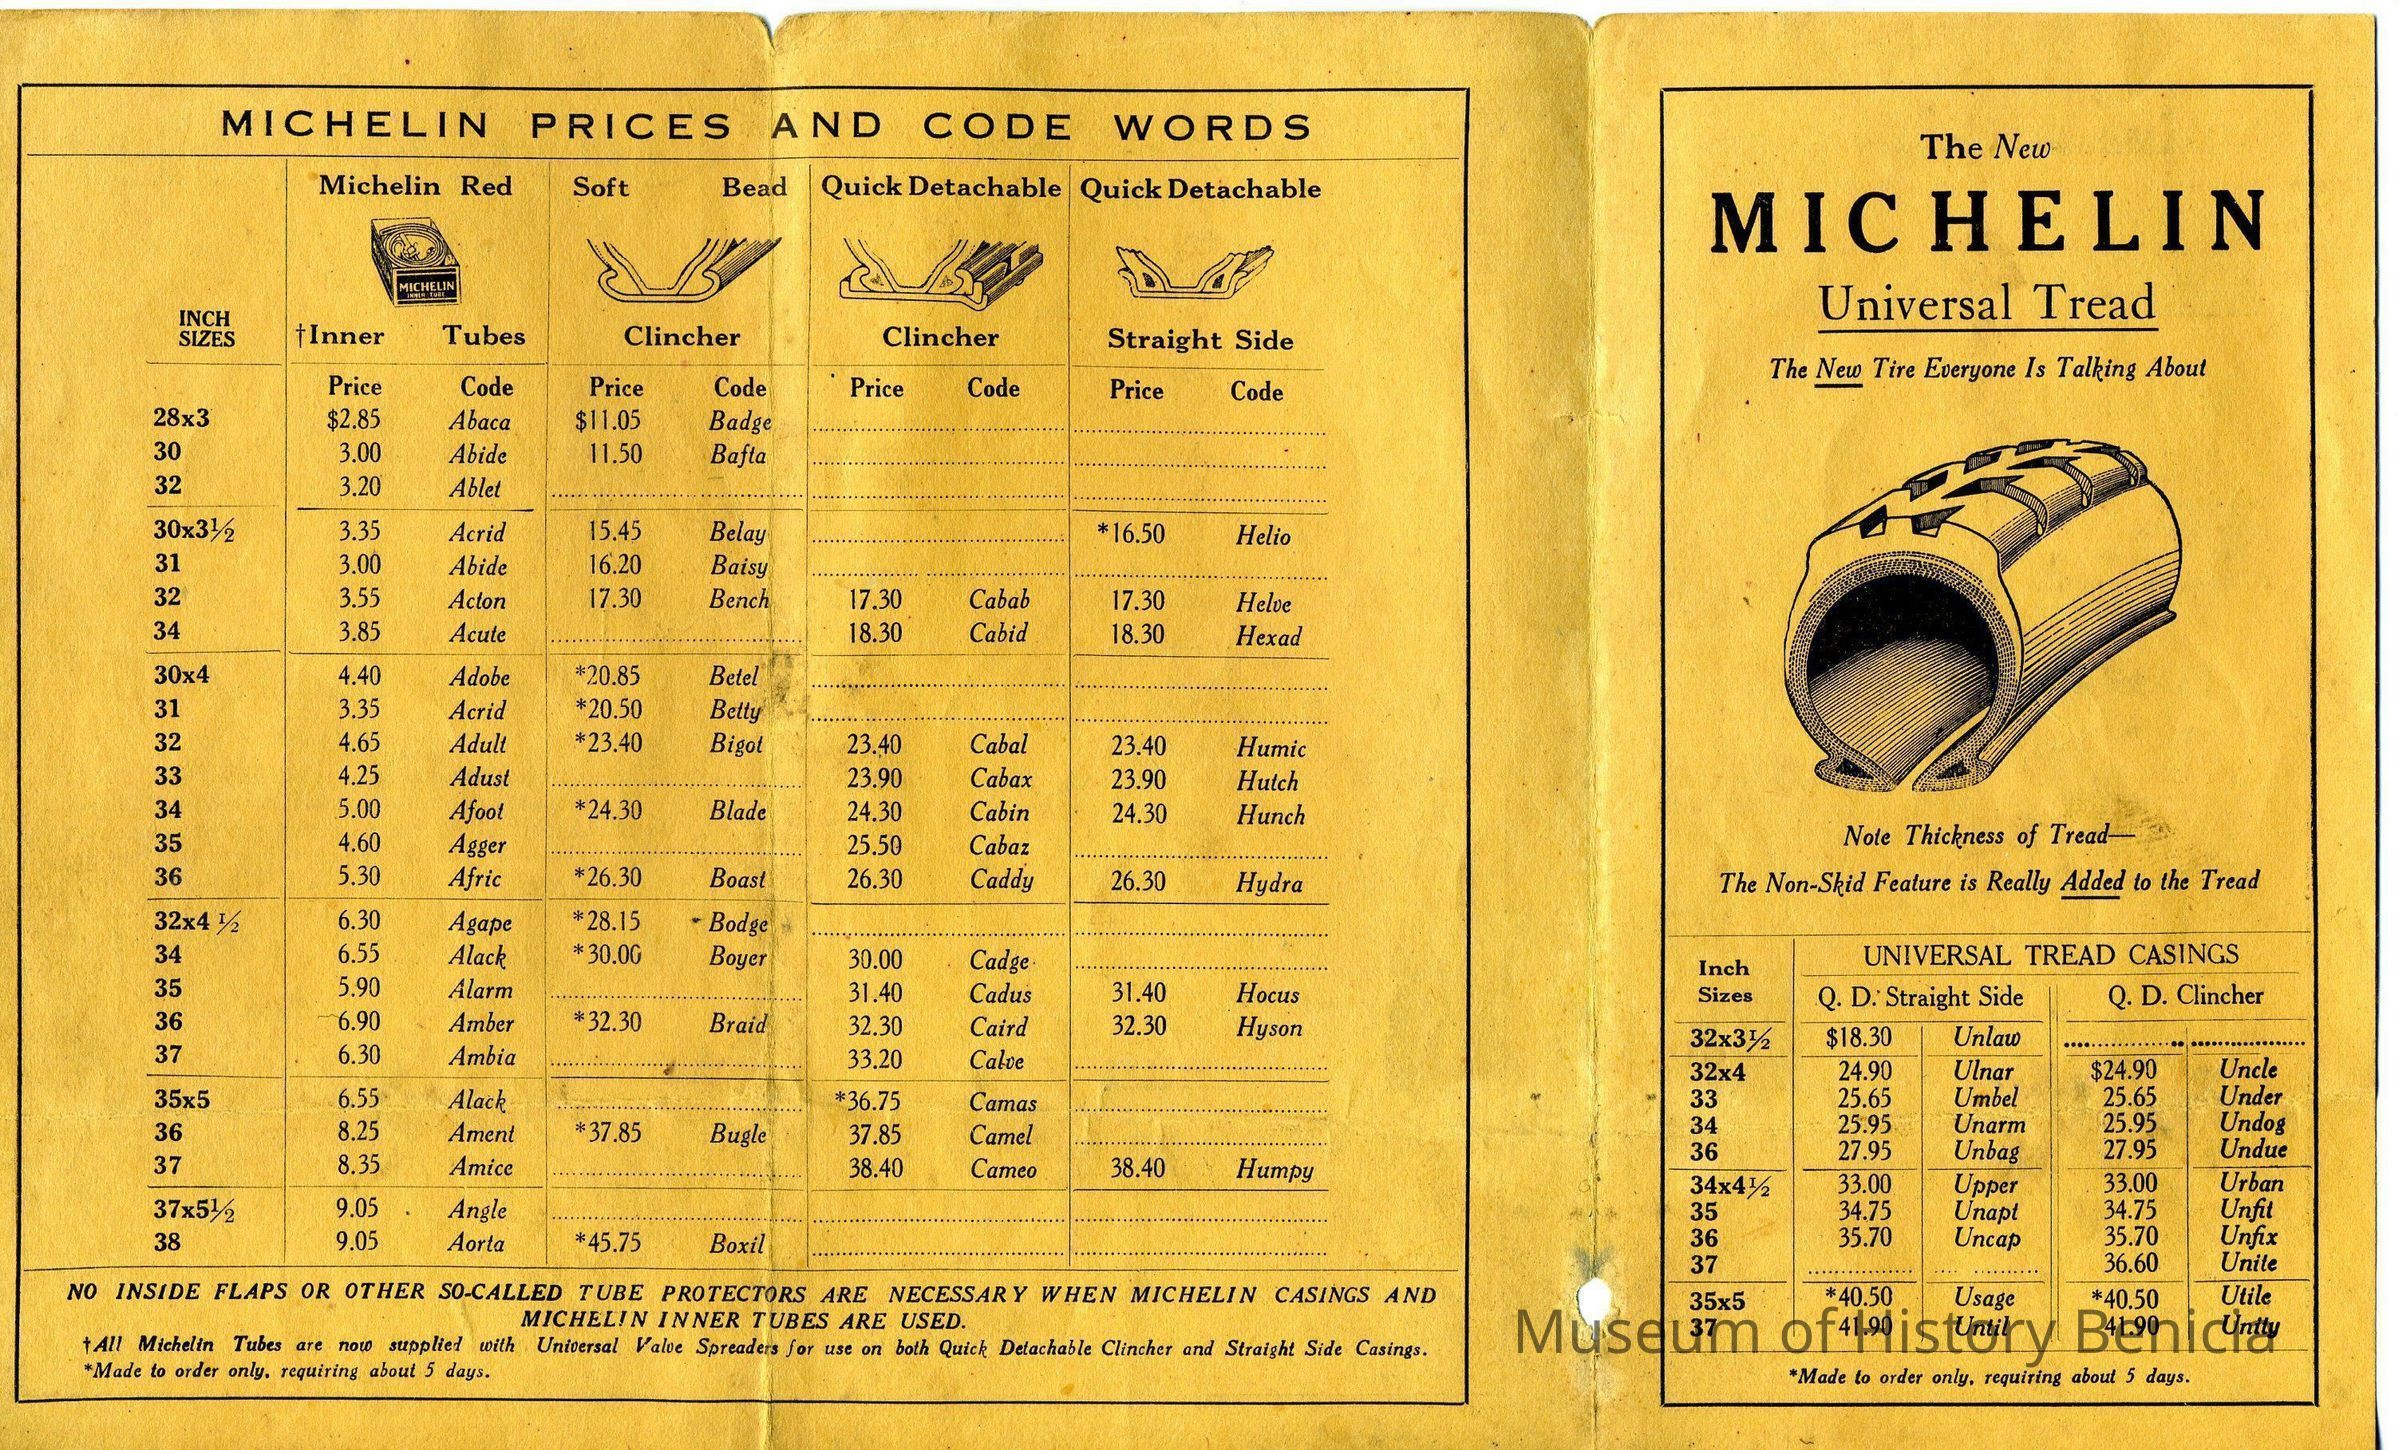 MICHELIN PRICES AND CODE WORDS
INCH SIZES | Michelin Red †Inner Tubes | Soft Bead Clincher | Quick Detachable Clincher | Quick Detachable Straight Side
MICHELIN INNER TUBE
Price Code Price Code Price Code Price Code
28x3 $2.85 Abaca $11.05 Badge
30 3.00 Abide 11.50 Bafta
32 3.20 Ablet
30x3½ 3.35 Acrid 15.45 Belay *16.50 Helio
31 3.00 Abide 16.20 Baisy
32 3.55 Acton 17.30 Bench 17.30 Cabab 17.30 Helve
34 3.85 Acute 18.30 Cabid 18.30 Hexad
30x4 4.40 Adobe *20.85 Betel
31 3.35 Acrid *20.50 Betty
32 4.65 Adult *23.40 Bigot 23.40 Cabal 23.40 Humic
33 4.25 Adust 23.90 Cabax 23.90 Hutch
34 5.00 Afoot *24.30 Blade 24.30 Cabin 24.30 Hunch
35 4.60 Agger 25.50 Cabaz
36 5.30 Afric *26.30 Boast 26.30 Caddy 26.30 Hydra
32x4½ 6.30 Agape *28.15 Bodge
34 6.55 Alack *30.00 Boyer 30.00 Cadge
35 5.90 Alarm 31.40 Cadus 31.40 Hocus
36 6.90 Amber *32.30 Braid 32.30 Caird 32.30 Hyson
37 6.30 Ambia 33.20 Calve
35x5 6.55 Alack *36.75 Camas
36 8.25 Ament *37.85 Bugle 37.85 Camel
37 8.35 Amice 38.40 Cameo 38.40 Humpy
37x5½ 9.05 Angle
38 9.05 Aorta *45.75 Boxil
NO INSIDE FLAPS OR OTHER SO-CALLED TUBE PROTECTORS ARE NECESSARY WHEN MICHELIN CASINGS AND
MICHELIN INNER TUBES ARE USED.
†All Michelin Tubes are now supplied with Universal Valve Spreaders for use on both Quick Detachable Clincher and Straight Side Casings.
*Made to order only, requiring about 5 days.
The New
MICHELIN
Universal Tread
The New Tire Everyone Is Talking About
Note Thickness of Tread—
The Non-Skid Feature is Really Added to the Tread
Inch Sizes
UNIVERSAL TREAD CASINGS
Q. D. Straight Side Q. D. Clincher
32x3½ $18.30 Unlaw
32x4 24.90 Ulnar $24.90 Uncle
33 25.65 Umbel 25.65 Under
34 25.95 Unarm 25.95 Undog
36 27.95 Unbag 27.95 Undue
34x4½ 33.00 Upper 33.00 Urban
35 34.75 Unapt 34.75 Unfit
36 35.70 Uncap 35.70 Unfix
37 36.60 Unite
35x5 *40.50 Usage *40.50 Utile
37 41.90 Until 41.90 Unity
*Made to order only, requiring about 5 days.
Museum of History Benicia